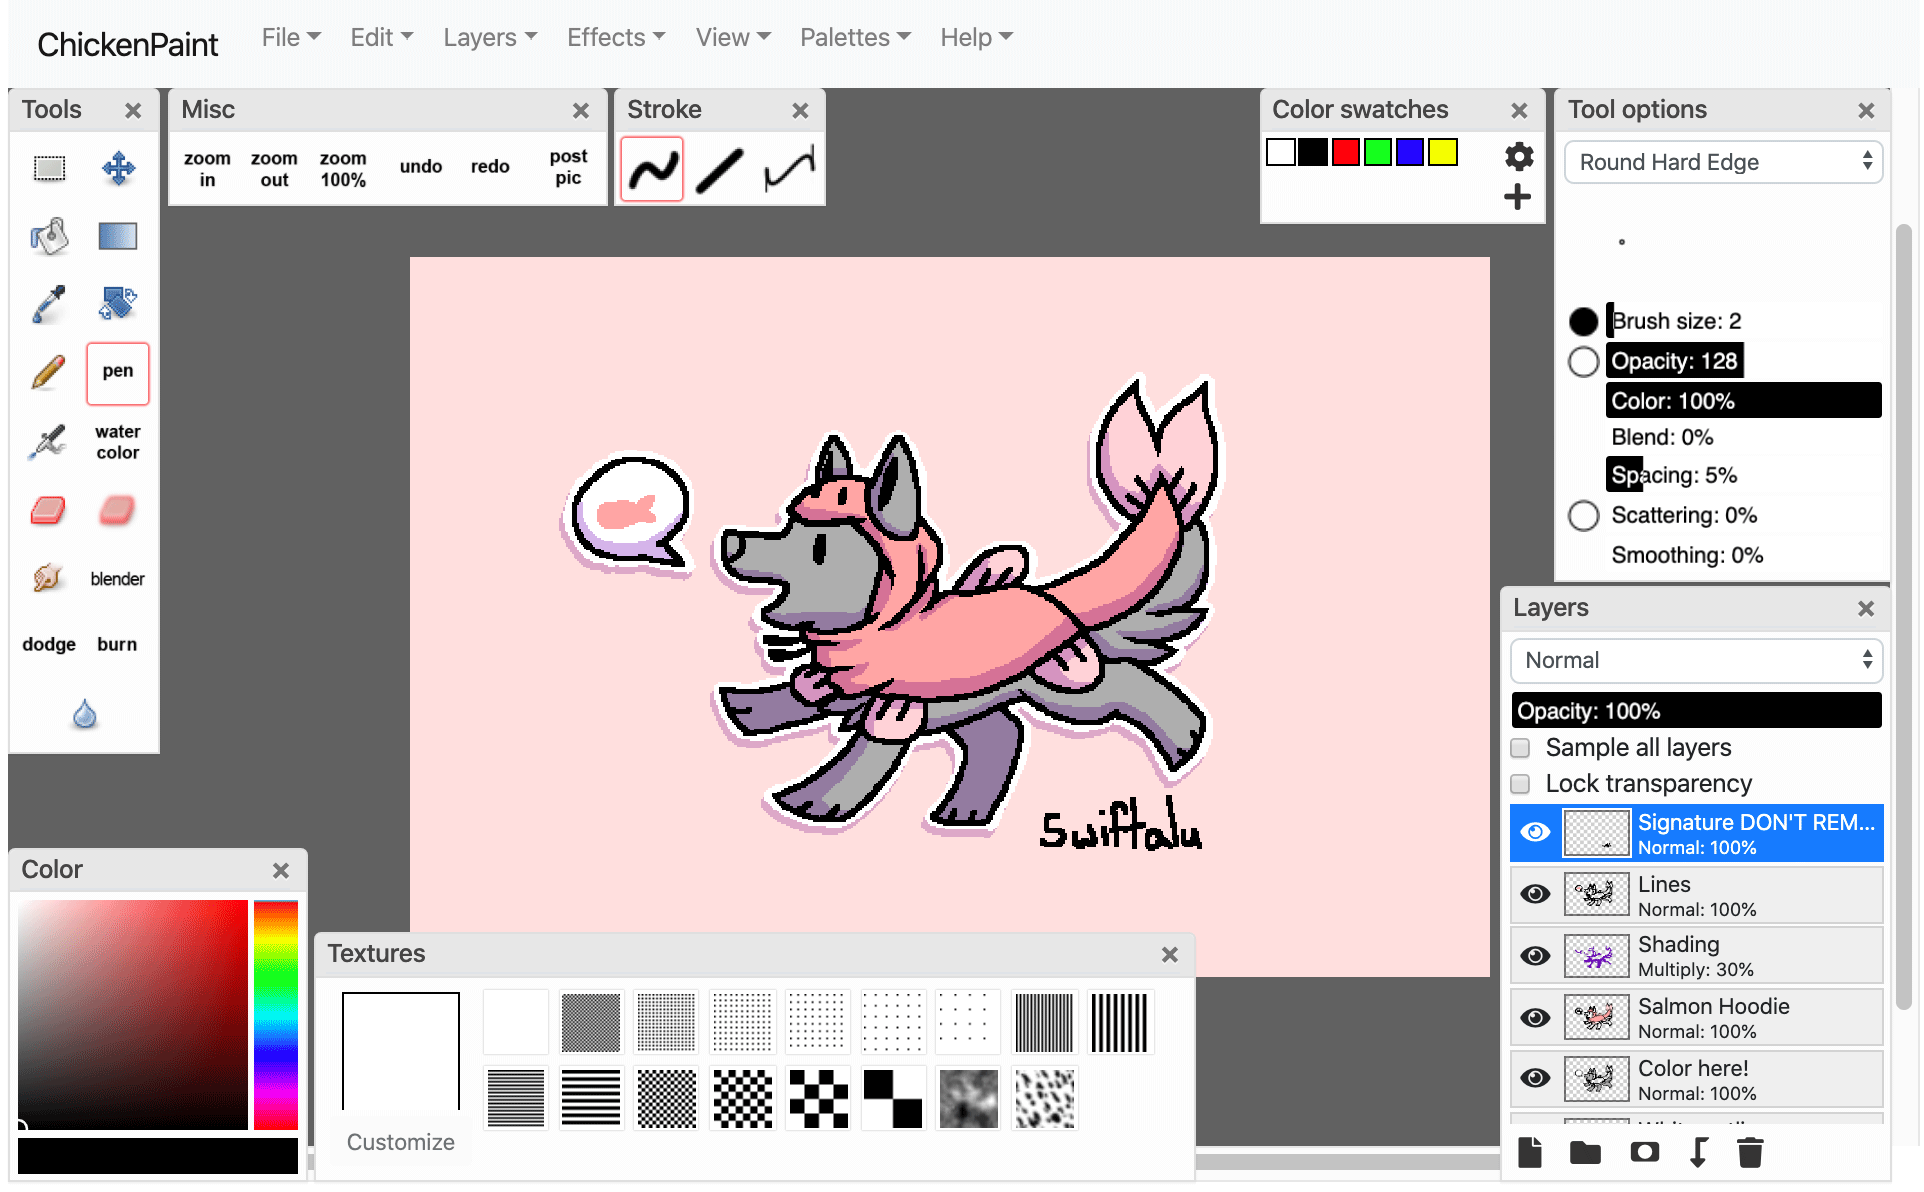 ChickenPaint
File Edit Layers Effects View Palettes Help
Tools
Misc
Stroke
Color swatches
Tool options
zoom in
zoom out
zoom 100%
undo
redo
post pic
Round Hard Edge
pen
water color
blender
dodge
burn
Brush size: 2
Opacity: 128
Color: 100%
Blend: 0%
Spacing: 5%
Scattering: 0%
Smoothing: 0%
Swiftalu
Layers
Normal
Opacity: 100%
Sample all layers
Lock transparency
Signature DON'T REM...
Normal: 100%
Lines
Normal: 100%
Shading
Multiply: 30%
Salmon Hoodie
Normal: 100%
Color here!
Normal: 100%
Color
Textures
Customize